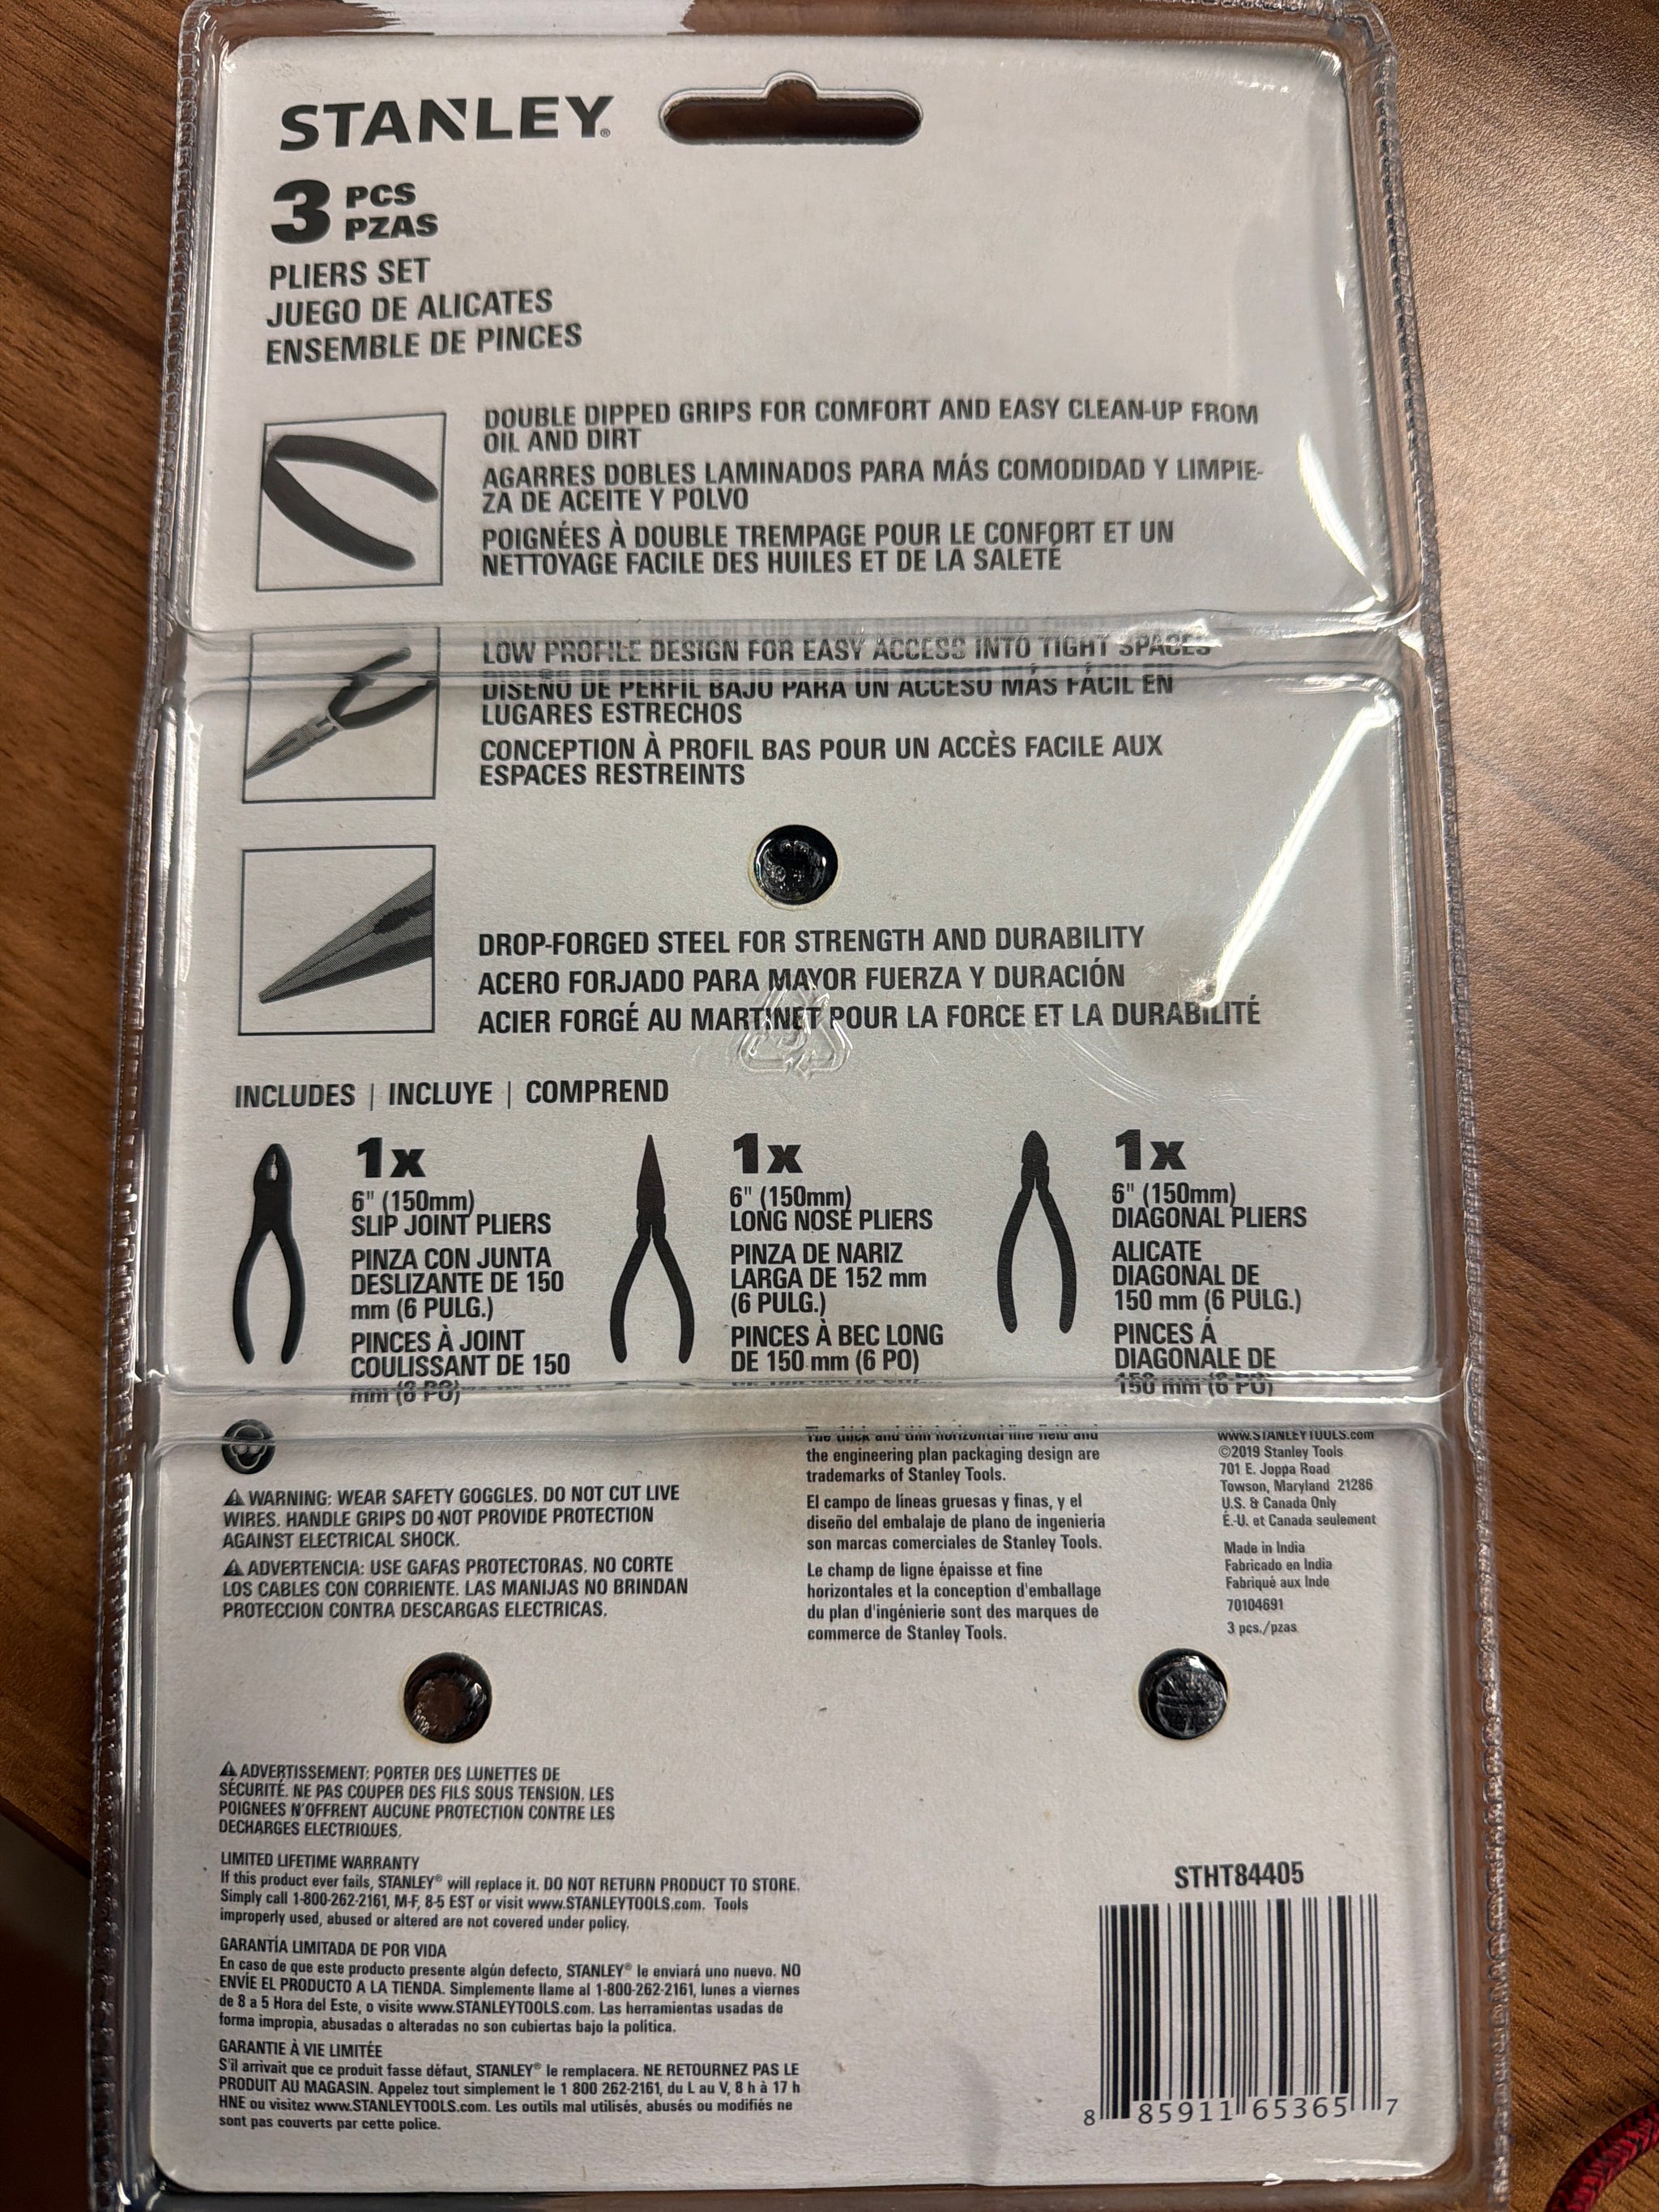 STANLEY®
3 PCS
PZAS
PLIERS SET
JUEGO DE ALICATES
ENSEMBLE DE PINCES
DOUBLE DIPPED GRIPS FOR COMFORT AND EASY CLEAN-UP FROM
OIL AND DIRT
AGARRES DOBLES LAMINADOS PARA MÁS COMODIDAD Y LIMPIE-
ZA DE ACEITE Y POLVO
POIGNÉES À DOUBLE TREMPAGE POUR LE CONFORT ET UN
NETTOYAGE FACILE DES HUILES ET DE LA SALETÉ
LOW PROFILE DESIGN FOR EASY ACCESS INTO TIGHT SPACES
DISEÑO DE PERFIL BAJO PARA UN ACCESO MÁS FÁCIL EN
LUGARES ESTRECHOS
CONCEPTION À PROFIL BAS POUR UN ACCÈS FACILE AUX
ESPACES RESTREINTS
DROP-FORGED STEEL FOR STRENGTH AND DURABILITY
ACERO FORJADO PARA MAYOR FUERZA Y DURACIÓN
ACIER FORGÉ AU MARTINET POUR LA FORCE ET LA DURABILITÉ
INCLUDES | INCLUYE | COMPREND
1x
6" (150mm)
SLIP JOINT PLIERS
PINZA CON JUNTA
DESLIZANTE DE 150
mm (6 PULG.)
PINCES À JOINT
COULISSANT DE 150
mm (6 PO)
1x
6" (150mm)
LONG NOSE PLIERS
PINZA DE NARIZ
LARGA DE 152 mm
(6 PULG.)
PINCES À BEC LONG
DE 150 mm (6 PO)
1x
6" (150mm)
DIAGONAL PLIERS
ALICATE
DIAGONAL DE
150 mm (6 PULG.)
PINCES Á
DIAGONALE DE
150 mm (6 PO)
⚠ WARNING: WEAR SAFETY GOGGLES. DO NOT CUT LIVE
WIRES. HANDLE GRIPS DO NOT PROVIDE PROTECTION
AGAINST ELECTRICAL SHOCK.
⚠ ADVERTENCIA: USE GAFAS PROTECTORAS. NO CORTE
LOS CABLES CON CORRIENTE. LAS MANIJAS NO BRINDAN
PROTECCION CONTRA DESCARGAS ELECTRICAS.
The thick and thin horizontal line field and
the engineering plan packaging design are
trademarks of Stanley Tools.
El campo de líneas gruesas y finas, y el
diseño del embalaje de plano de ingeniería
son marcas comerciales de Stanley Tools.
Le champ de ligne épaisse et fine
horizontales et la conception d'emballage
du plan d'ingénierie sont des marques de
commerce de Stanley Tools.
www.STANLEYTOOLS.com
©2019 Stanley Tools
701 E. Joppa Road
Towson, Maryland 21286
U.S. & Canada Only
É.-U. et Canada seulement
Made in India
Fabricado en India
Fabriqué aux Inde
70104691
3 pcs./pzas
⚠ ADVERTISSEMENT: PORTER DES LUNETTES DE
SÉCURITÉ. NE PAS COUPER DES FILS SOUS TENSION. LES
POIGNEES N'OFFRENT AUCUNE PROTECTION CONTRE LES
DECHARGES ELECTRIQUES.
LIMITED LIFETIME WARRANTY
If this product ever fails, STANLEY® will replace it. DO NOT RETURN PRODUCT TO STORE.
Simply call 1-800-262-2161, M-F, 8-5 EST or visit www.STANLEYTOOLS.com. Tools
improperly used, abused or altered are not covered under policy.
GARANTÍA LIMITADA DE POR VIDA
En caso de que este producto presente algún defecto, STANLEY® le enviará uno nuevo. NO
ENVÍE EL PRODUCTO A LA TIENDA. Simplemente llame al 1-800-262-2161, lunes a viernes
de 8 a 5 Hora del Este, o visite www.STANLEYTOOLS.com. Las herramientas usadas de
forma impropia, abusadas o alteradas no son cubiertas bajo la política.
GARANTIE À VIE LIMITÉE
S'il arrivait que ce produit fasse défaut, STANLEY® le remplacera. NE RETOURNEZ PAS LE
PRODUIT AU MAGASIN. Appelez tout simplement le 1 800 262-2161, du L au V, 8 h à 17 h
HNE ou visitez www.STANLEYTOOLS.com. Les outils mal utilisés, abusés ou modifiés ne
sont pas couverts par cette police.
STHT84405
8 85911 65365 7